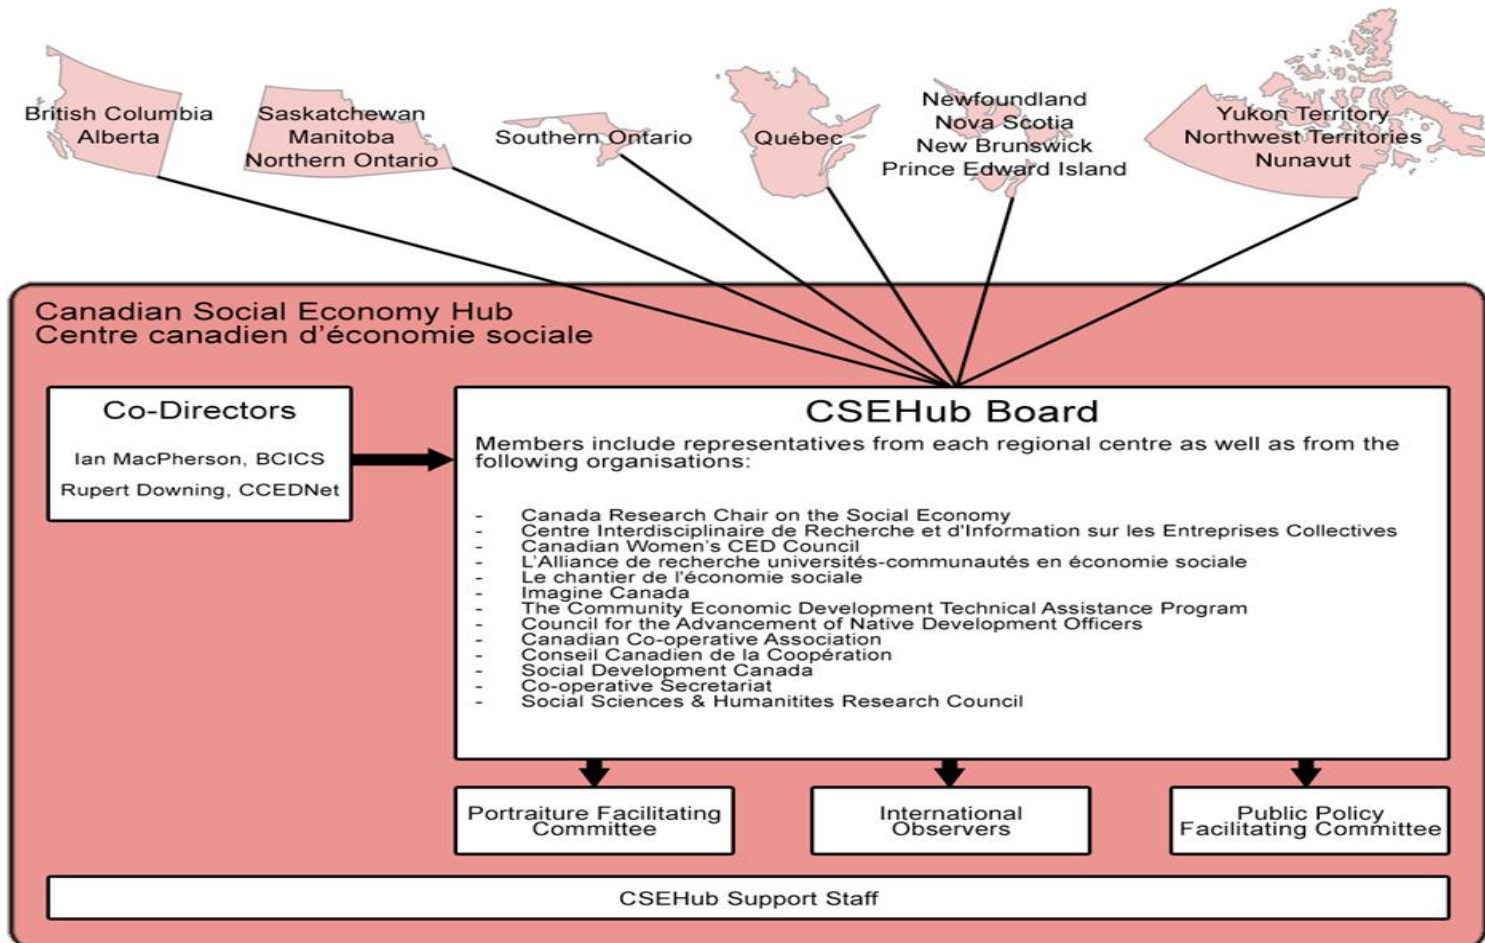 British Columbia
Alberta
Saskatchewan
Manitoba
Northern Ontario
Southern Ontario
Québec
Newfoundland
Nova Scotia
New Brunswick
Prince Edward Island
Yukon Territory
Northwest Territories
Nunavut
Canadian Social Economy Hub
Centre canadien d'économie sociale
Co-Directors
Ian MacPherson, BCICS
Rupert Downing, CCEDNet
CSEHub Board
Members include representatives from each regional centre as well as from the
following organisations:
- Canada Research Chair on the Social Economy
- Centre Interdisciplinaire de Recherche et d'Information sur les Entreprises Collectives
- Canadian Women's CED Council
- L'Alliance de recherche universités-communautés en économie sociale
- Le chantier de l'économie sociale
- Imagine Canada
- The Community Economic Development Technical Assistance Program
- Council for the Advancement of Native Development Officers
- Canadian Co-operative Association
- Conseil Canadien de la Coopération
- Social Development Canada
- Co-operative Secretariat
- Social Sciences & Humanitites Research Council
Portraiture Facilitating
Committee
International
Observers
Public Policy
Facilitating Committee
CSEHub Support Staff